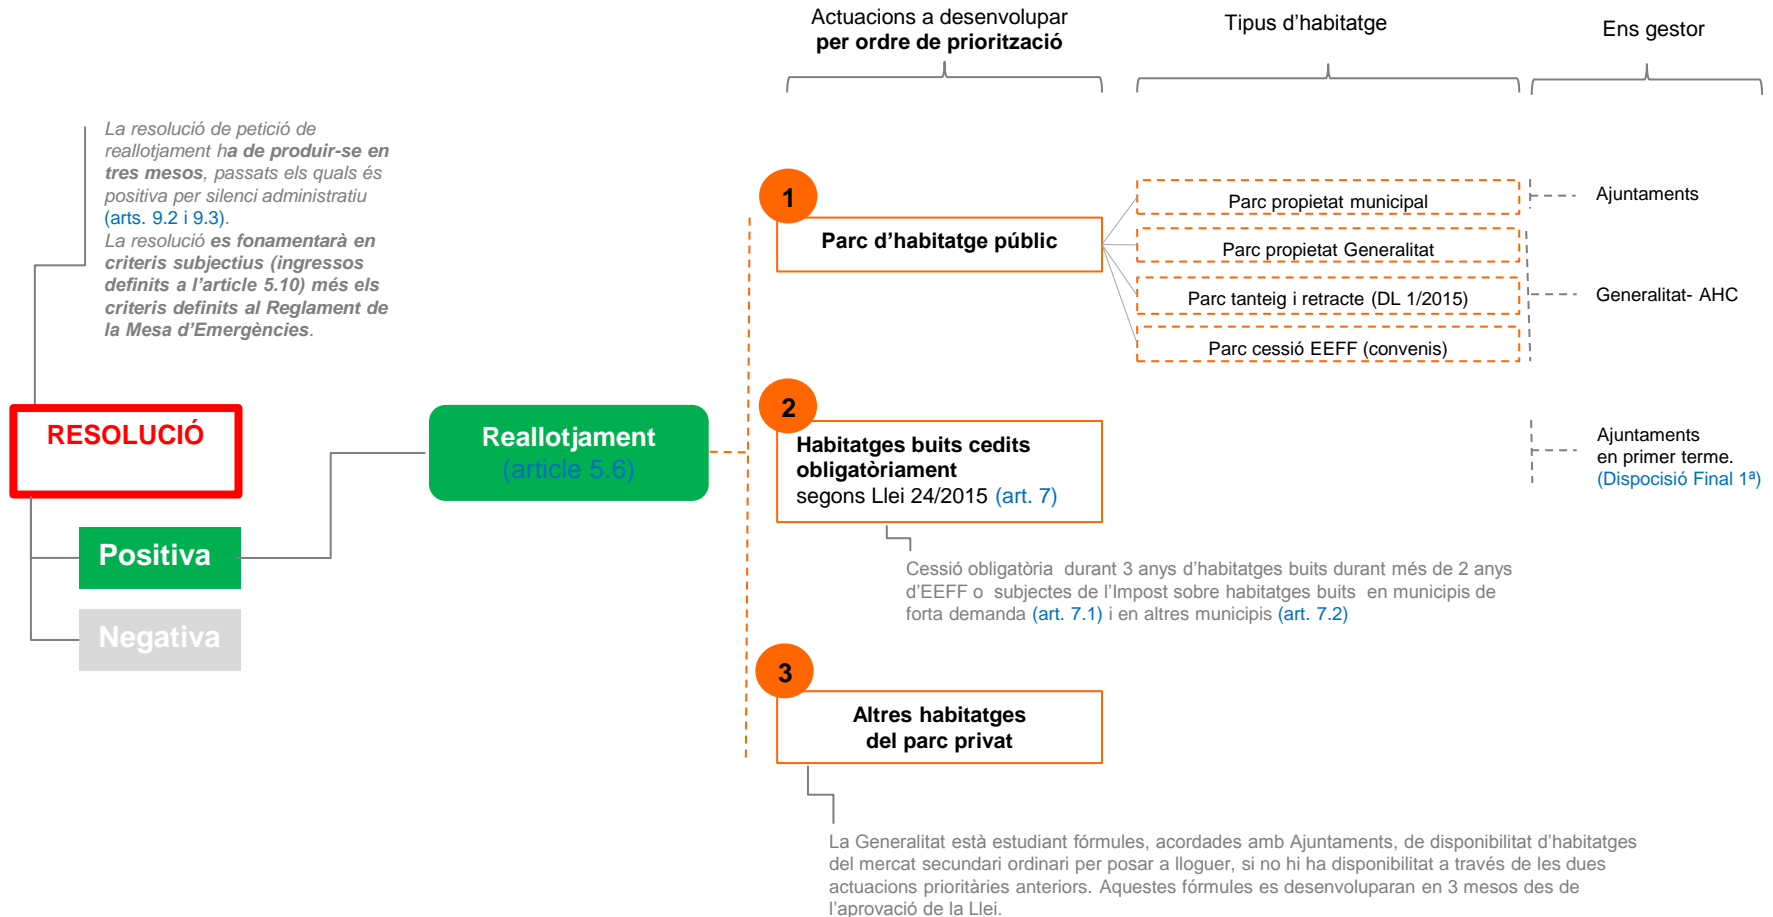 Actuacions a desenvolupar
per ordre de priorització
Tipus d'habitatge
Ens gestor
La resolució de petició de
reallotjament ha de produir-se en
tres mesos, passats els quals és
positiva per silenci administratiu
(arts. 9.2 i 9.3).
La resolució es fonamentarà en
criteris subjectius (ingressos
definits a l'article 5.10) més els
criteris definits al Reglament de
la Mesa d'Emergències.
RESOLUCIÓ
Positiva
Negativa
Reallotjament
(article 5.6)
1
Parc d'habitatge públic
Parc propietat municipal
Parc propietat Generalitat
Parc tanteig i retracte (DL 1/2015)
Parc cessió EEFF (convenis)
Ajuntaments
Generalitat- AHC
2
Habitatges buits cedits
obligatòriament
segons Llei 24/2015 (art. 7)
Ajuntaments
en primer terme.
(Dispocisió Final 1ª)
Cessió obligatòria durant 3 anys d'habitatges buits durant més de 2 anys
d'EEFF o subjectes de l'Impost sobre habitatges buits en municipis de
forta demanda (art. 7.1) i en altres municipis (art. 7.2)
3
Altres habitatges
del parc privat
La Generalitat està estudiant fórmules, acordades amb Ajuntaments, de disponibilitat d'habitatges
del mercat secundari ordinari per posar a lloguer, si no hi ha disponibilitat a través de les dues
actuacions prioritàries anteriors. Aquestes fórmules es desenvoluparan en 3 mesos des de
l'aprovació de la Llei.